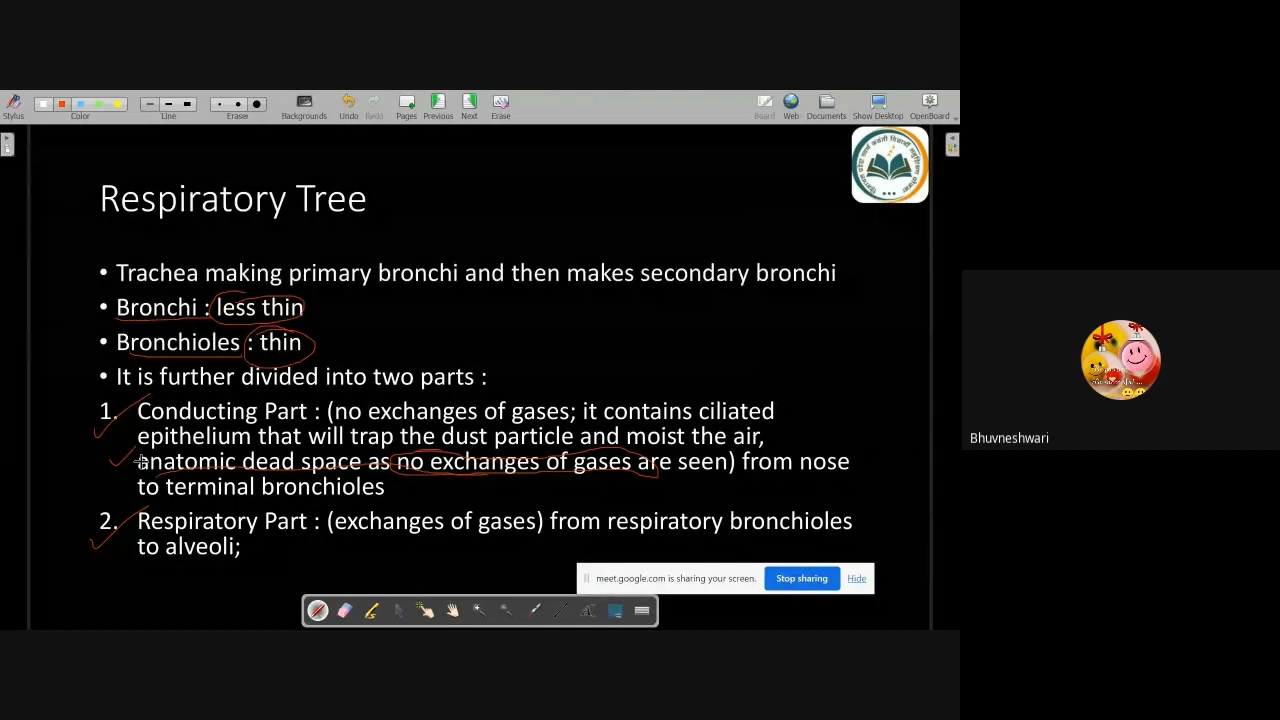 Stylus
Color
Line
Eraser
Backgrounds
Undo
Redo
Pages
Previous
Next
Erase
Board
Web
Documents
Show Desktop
OpenBoard
Respiratory Tree
• Trachea making primary bronchi and then makes secondary bronchi
• Bronchi : less thin
• Bronchioles : thin
• It is further divided into two parts :
1. Conducting Part : (no exchanges of gases; it contains ciliated
epithelium that will trap the dust particle and moist the air,
anatomic dead space as no exchanges of gases are seen) from nose
to terminal bronchioles
2. Respiratory Part : (exchanges of gases) from respiratory bronchioles
to alveoli;
meet.google.com is sharing your screen.
Stop sharing
Hide
Bhuvneshwari